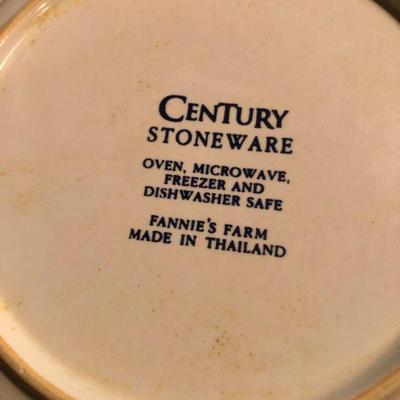 CENTURY
STONEWARE
OVEN, MICROWAVE,
FREEZER AND
DISHWASHER SAFE
FANNIE'S FARM
MADE IN THAILAND